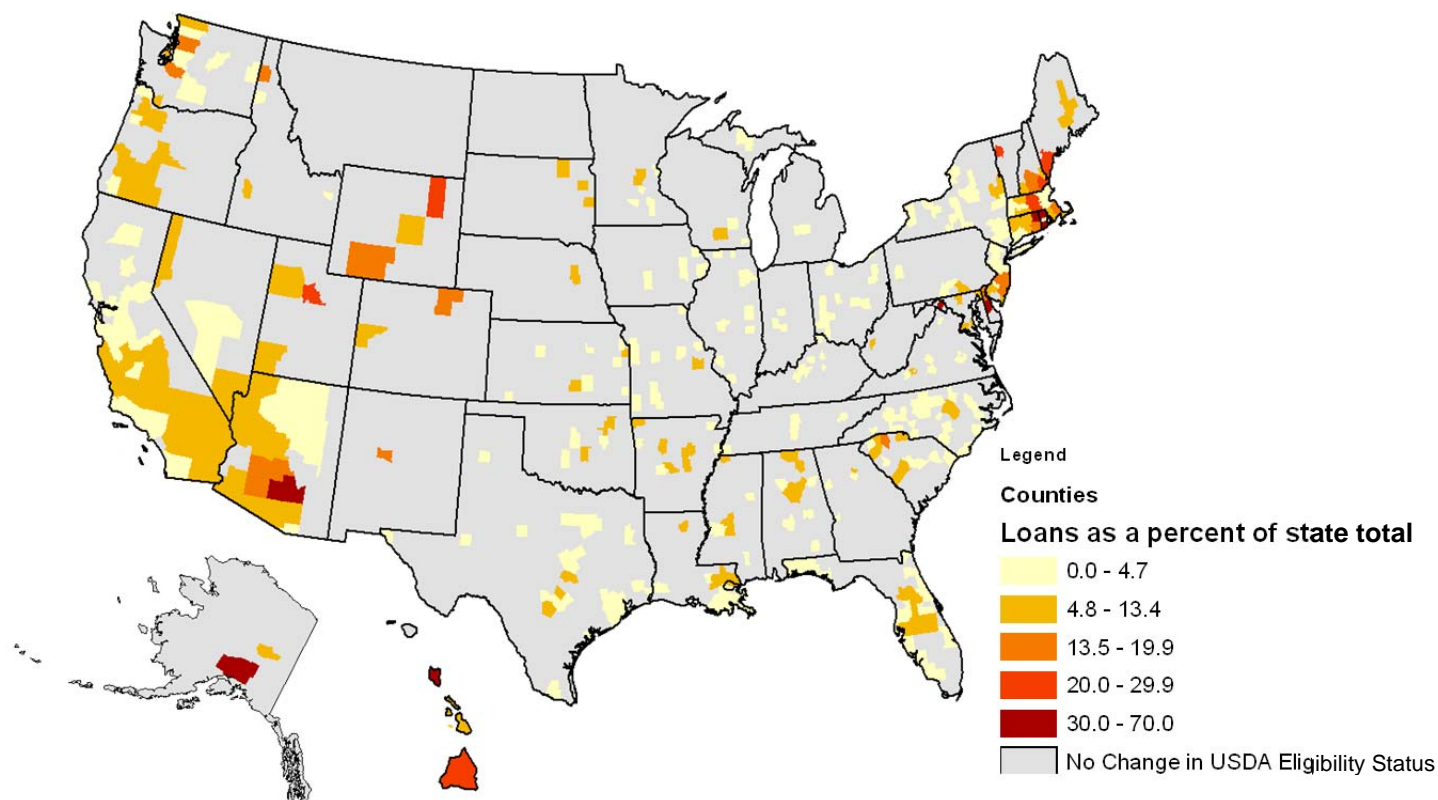 Legend
Counties
Loans as a percent of state total
0.0 - 4.7
4.8 - 13.4
13.5 - 19.9
20.0 - 29.9
30.0 - 70.0
No Change in USDA Eligibility Status